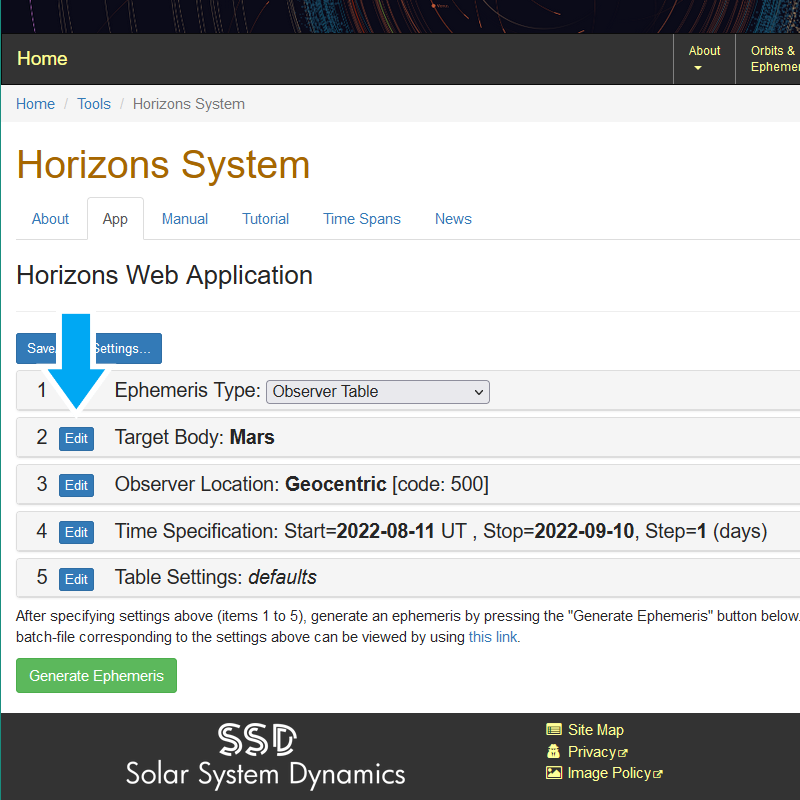 Home
About
Orbits &
Home / Tools / Horizons System
Horizons System
About App Manual Tutorial Time Spans News
Horizons Web Application
Settings...
1 Ephemeris Type: Observer Table
2 Edit Target Body: Mars
3 Edit Observer Location: Geocentric [code: 500]
4 Edit Time Specification: Start=2022-08-11 UT , Stop=2022-09-10, Step=1 (days)
5 Edit Table Settings: defaults
After specifying settings above (items 1 to 5), generate an ephemeris by pressing the "Generate Ephemeris" button below.
batch-file corresponding to the settings above can be viewed by using this link.
Generate Ephemeris
SSD
Solar System Dynamics
Site Map
Privacy
Image Policy